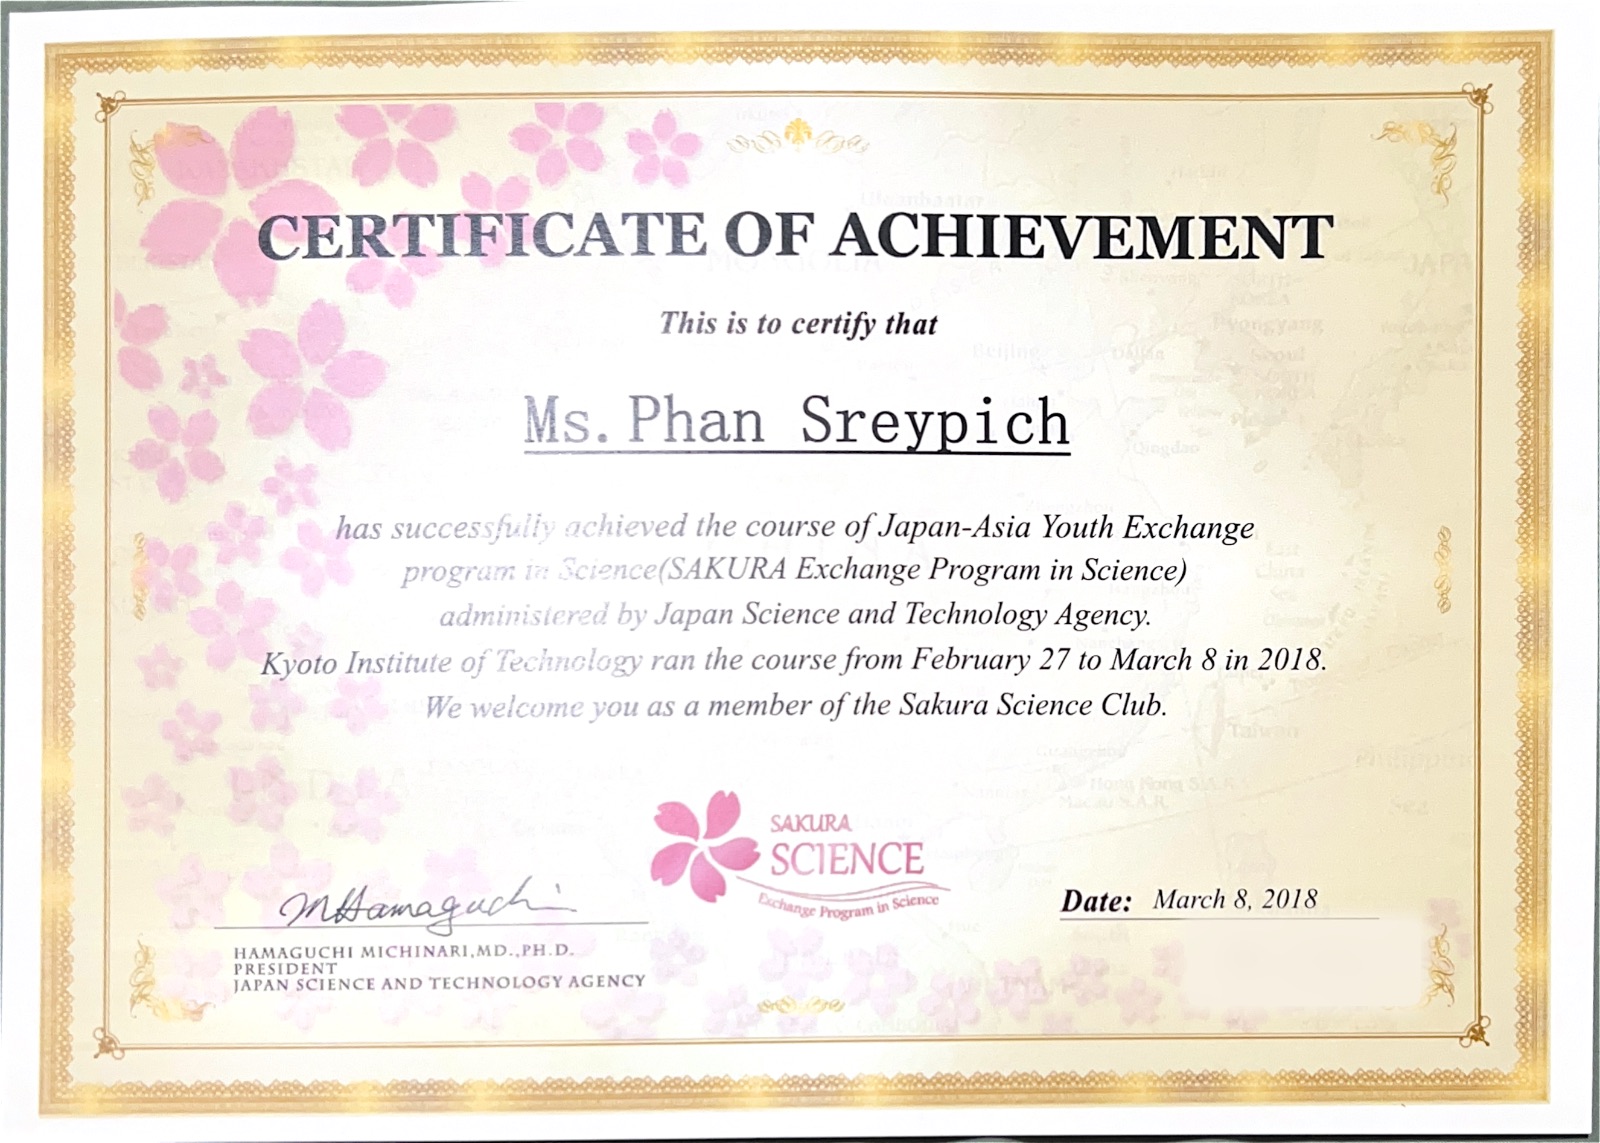 CERTIFICATE OF ACHIEVEMENT
This is to certify that
Ms. Phan Sreypich
has successfully achieved the course of Japan-Asia Youth Exchange
program in Science(SAKURA Exchange Program in Science)
administered by Japan Science and Technology Agency.
Kyoto Institute of Technology ran the course from February 27 to March 8 in 2018.
We welcome you as a member of the Sakura Science Club.
SAKURA
SCIENCE
Exchange Program in Science
MHamaguchi
Date: March 8, 2018
HAMAGUCHI MICHINARI,MD.,PH.D.
PRESIDENT
JAPAN SCIENCE AND TECHNOLOGY AGENCY